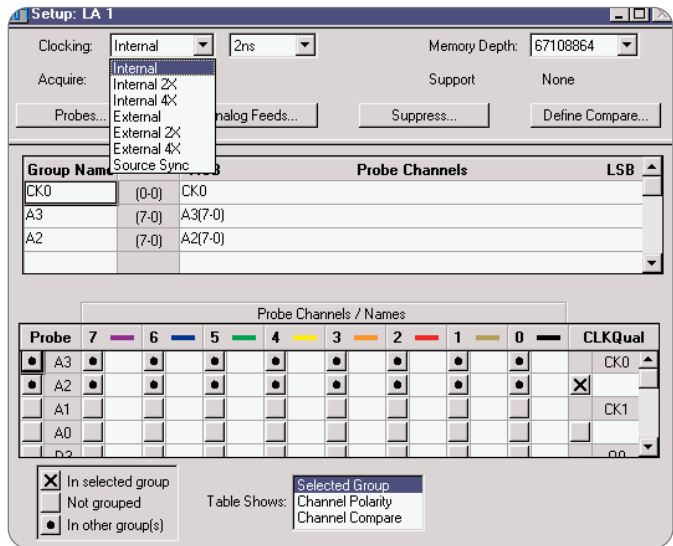 Setup: LA 1
Clocking: Internal 2ns Memory Depth: 67108864
Acquire: Support None
Internal
Internal 2X
Internal 4X
External
External 2X
External 4X
Source Sync
Probes... Analog Feeds... Suppress... Define Compare...
Group Name Probe Channels LSB
CK0 (0-0) CK0
A3 (7-0) A3(7-0)
A2 (7-0) A2(7-0)
Probe Channels / Names
Probe 7 6 5 4 3 2 1 0 CLKQual
A3 CK0
A2
A1 CK1
A0
In selected group
Not grouped
In other group(s)
Table Shows: Selected Group
Channel Polarity
Channel Compare